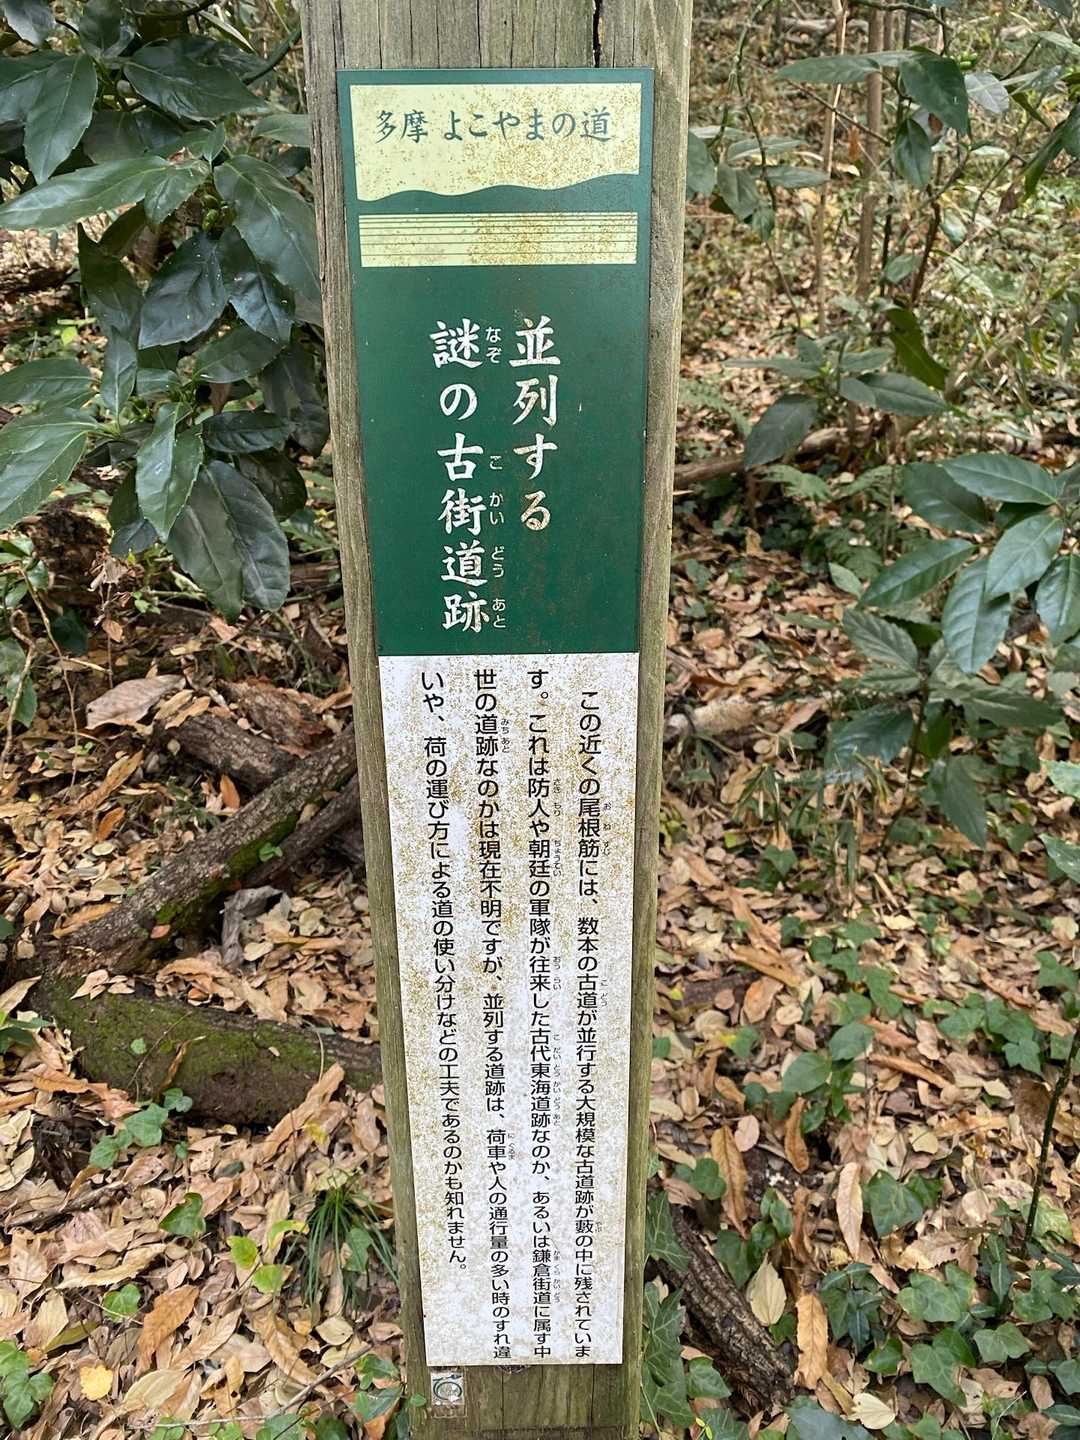 多摩 よこやまの道
並列する
謎の古街道跡
この近くの尾根筋には、数本の古道が並行する大規模な古道跡が藪の中に残されていま
す。これは防人や朝廷の軍隊が往来した古代東海道跡なのか、あるいは鎌倉街道に属す中
世の道跡なのかは現在不明ですが、並列する道跡は、荷車や人の通行量の多い時のすれ違
いや、荷の運び方による道の使い分けなどの工夫であるのかも知れません。